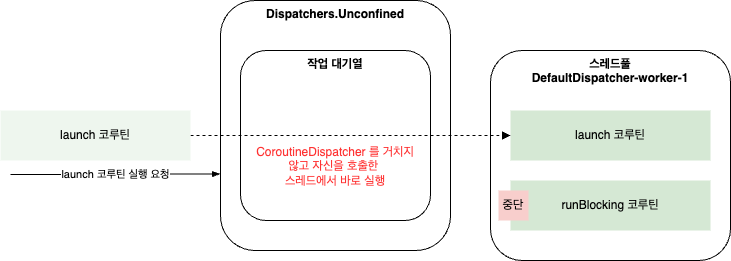 Dispatchers.Unconfined
작업 대기열
스레드풀
DefaultDispatcher-worker-1
launch 코루틴
launch 코루틴
CoroutineDispatcher 를 거치지
않고 자신을 호출한
스레드에서 바로 실행
launch 코루틴 실행 요청
중단
runBlocking 코루틴